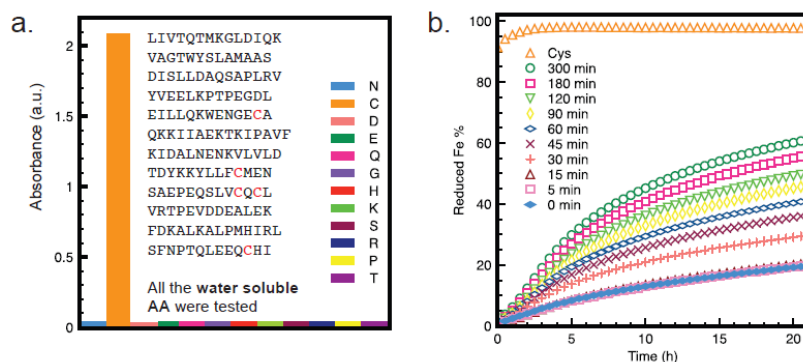 a.
Absorbance (a.u.)
2
1.5
1
0.5
0
LIVTQTMKGLDIQK
VAGTWYSLAMAAS
DISLLDAQSAPLRV
YVEELKPTPEGDL
EILLQKWENGECA
QKKIIAEKTKIPAVF
KIDALNENKVLVLD
TDYKKYLLFCMEN
SAEPEQSLVCQCL
VRTPEVDDEALEK
FDKALKALPMHIRL
SFNPTQLEEQCHI
All the water soluble
AA were tested
N
C
D
E
Q
G
H
K
S
R
P
T
b.
Reduced Fe %
100
80
60
40
20
0
Cys
300 min
180 min
120 min
90 min
60 min
45 min
30 min
15 min
5 min
0 min
0
5
10
15
20
Time (h)